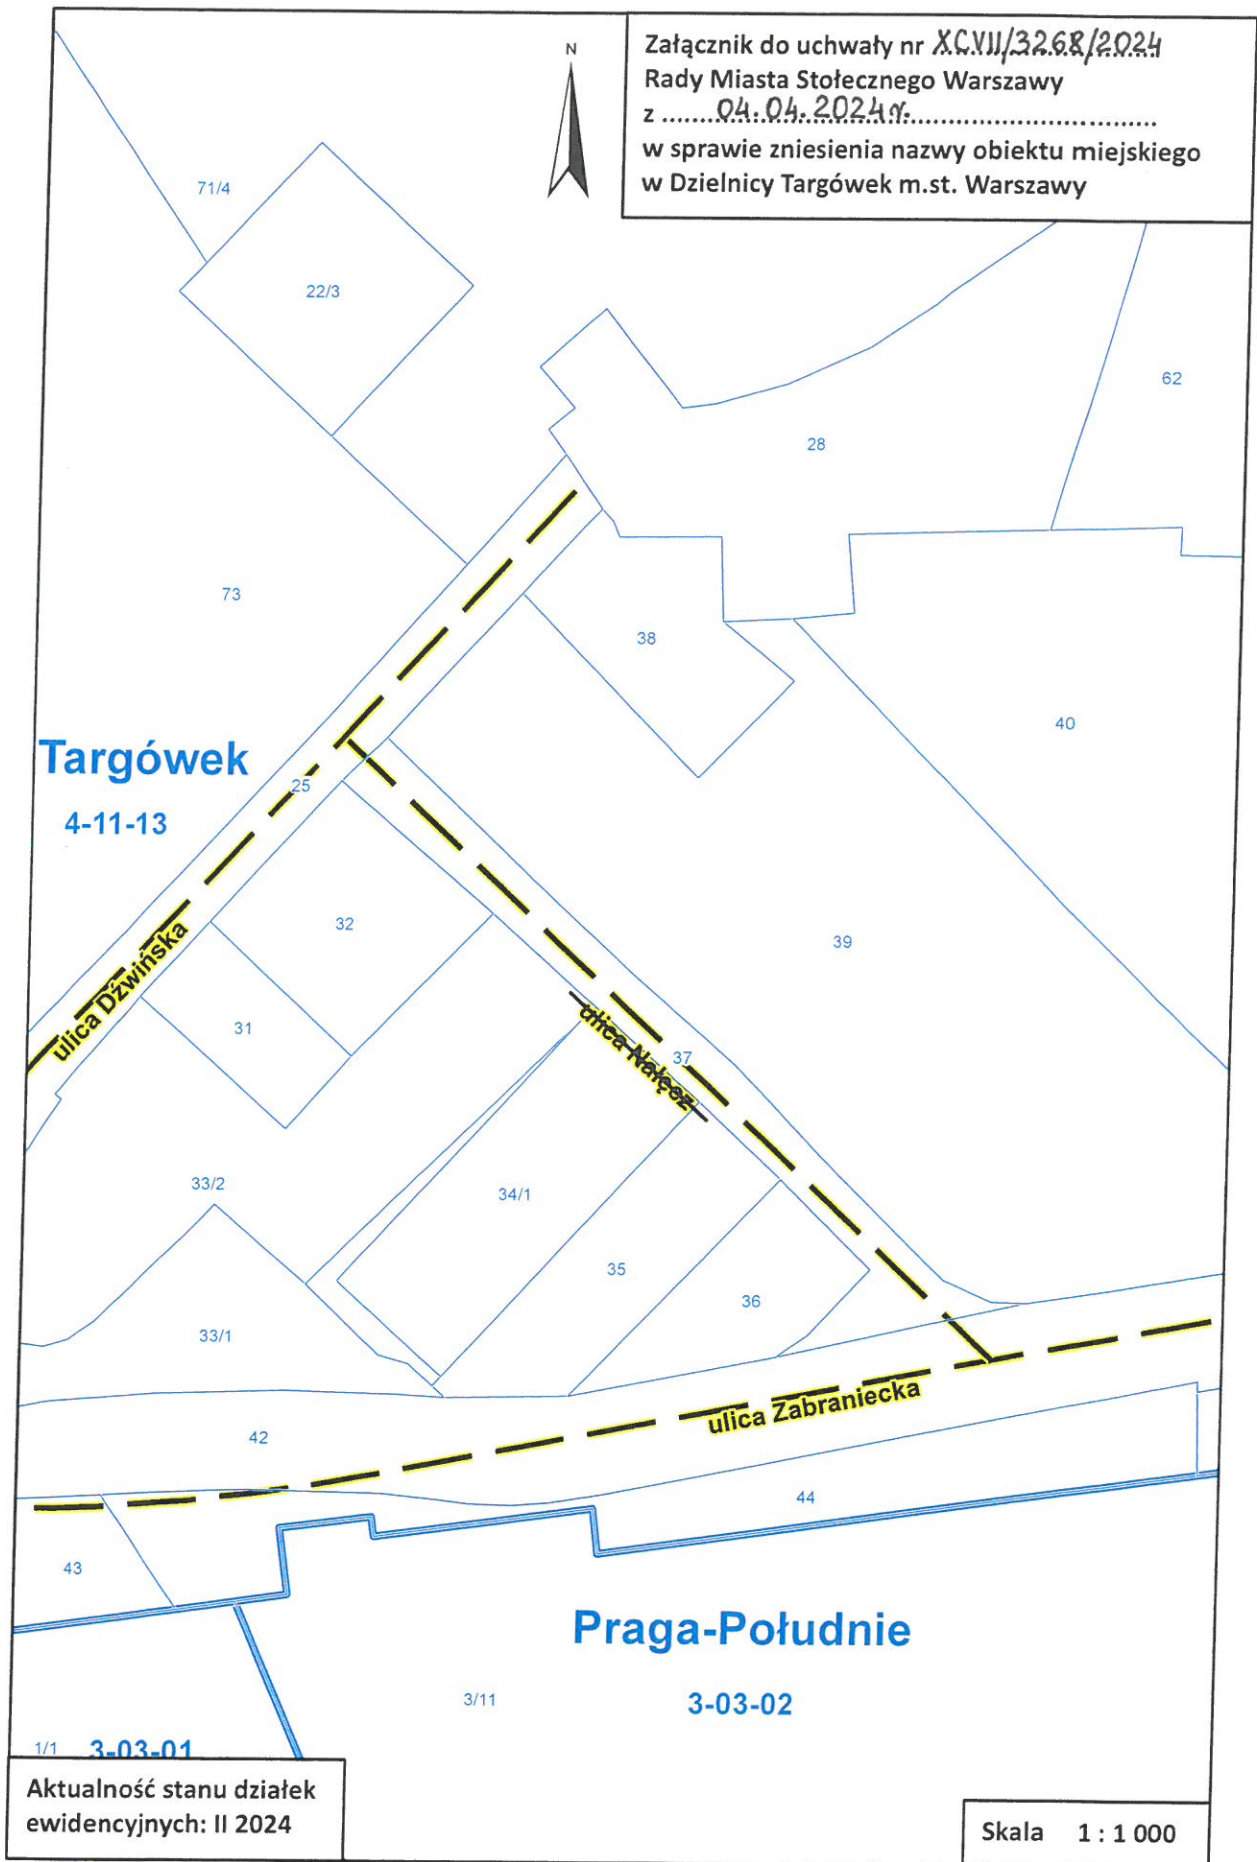 N
Załącznik do uchwały nr XCVII/3268/2024
Rady Miasta Stołecznego Warszawy
z ........04.04.2024r....................................
w sprawie zniesienia nazwy obiektu miejskiego
w Dzielnicy Targówek m.st. Warszawy
71/4
22/3
62
28
73
38
40
Targówek
25
4-11-13
32
39
ulica Dźwińska
31
ulica Nałęcz
37
33/2
34/1
35
36
33/1
ulica Zabraniecka
42
44
43
Praga-Południe
3/11
3-03-02
1/1
3-03-01
Aktualność stanu działek
ewidencyjnych: II 2024
Skala 1 : 1 000